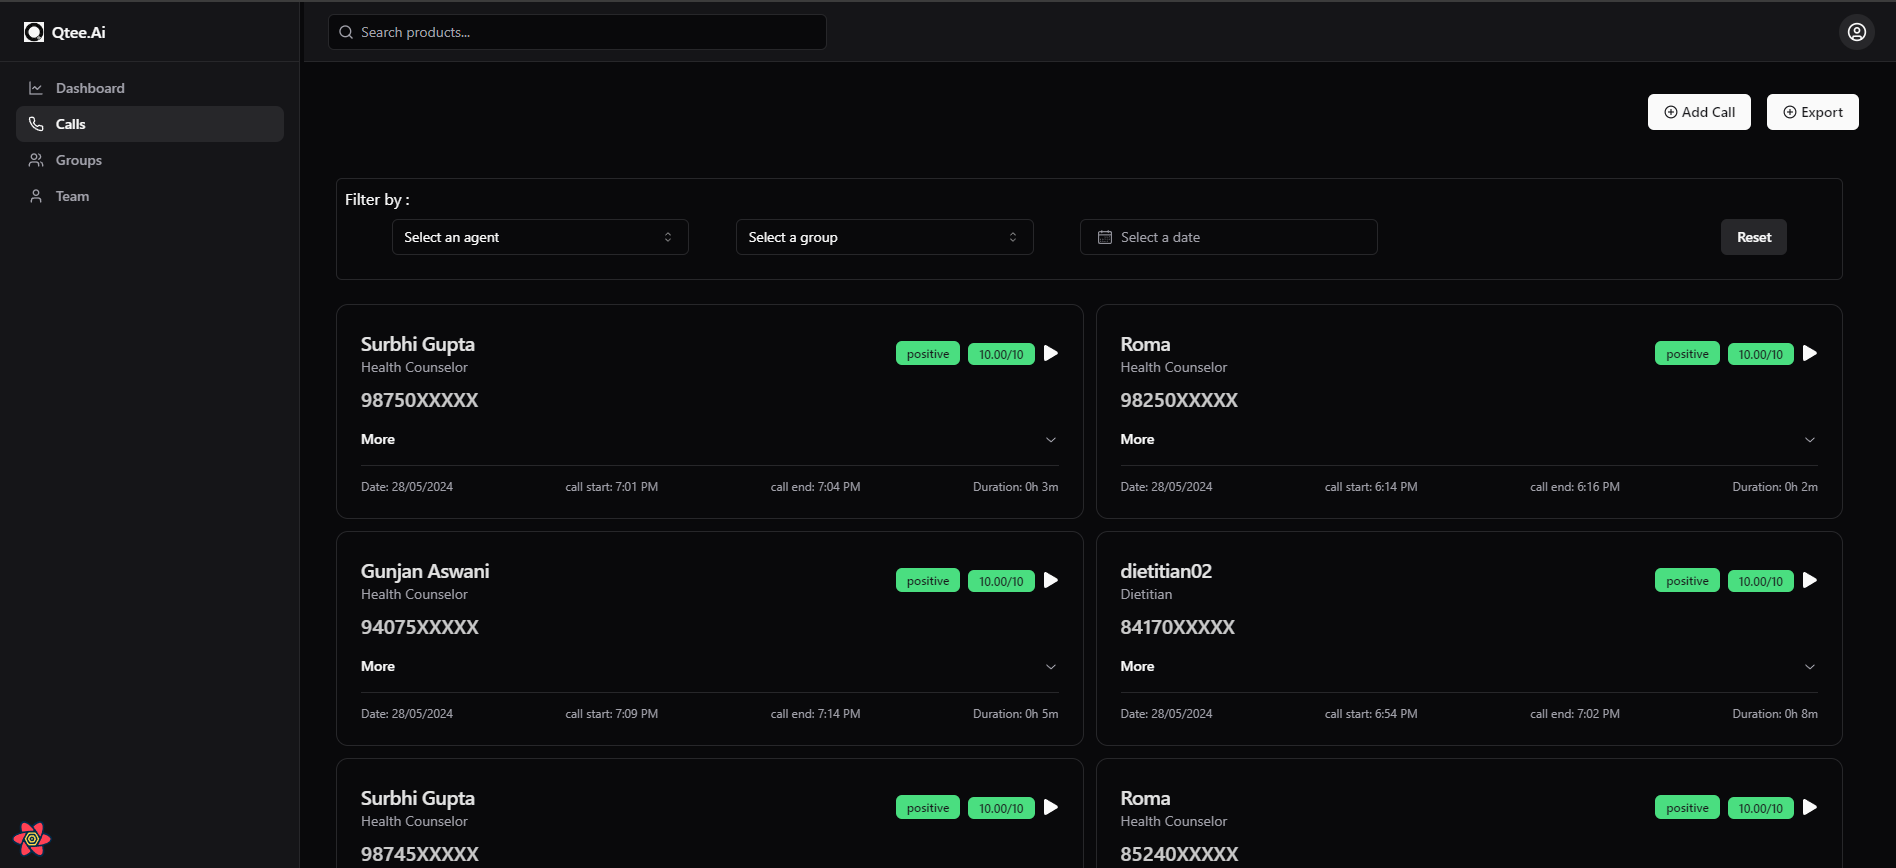 Qtee.Ai
Search products...
Dashboard
Calls
Groups
Team
Add Call
Export
Filter by :
Select an agent
Select a group
Select a date
Reset
Surbhi Gupta
positive
10.00/10
Health Counselor
98750XXXXX
More
Date: 28/05/2024
call start: 7:01 PM
call end: 7:04 PM
Duration: 0h 3m
Roma
positive
10.00/10
Health Counselor
98250XXXXX
More
Date: 28/05/2024
call start: 6:14 PM
call end: 6:16 PM
Duration: 0h 2m
Gunjan Aswani
positive
10.00/10
Health Counselor
94075XXXXX
More
Date: 28/05/2024
call start: 7:09 PM
call end: 7:14 PM
Duration: 0h 5m
dietitian02
positive
10.00/10
Dietitian
84170XXXXX
More
Date: 28/05/2024
call start: 6:54 PM
call end: 7:02 PM
Duration: 0h 8m
Surbhi Gupta
positive
10.00/10
Health Counselor
98745XXXXX
Roma
positive
10.00/10
Health Counselor
85240XXXXX